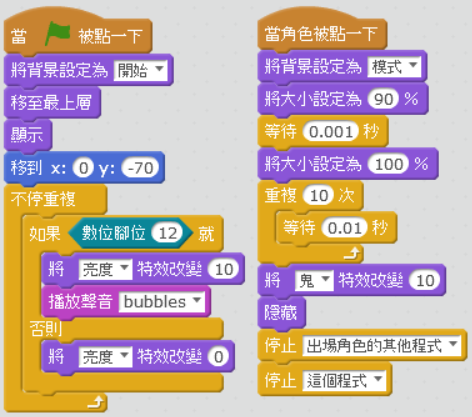 當 被點一下
將背景設定為 開始
移至最上層
顯示
移到 x: 0 y: -70
不停重複
如果 數位腳位 12 就
將 亮度 特效改變 10
播放聲音 bubbles
否則
將 亮度 特效改變 0
當角色被點一下
將背景設定為 模式
將大小設定為 90 %
等待 0.001 秒
將大小設定為 100 %
重複 10 次
等待 0.01 秒
將 鬼 特效改變 10
隱藏
停止 出場角色的其他程式
停止 這個程式